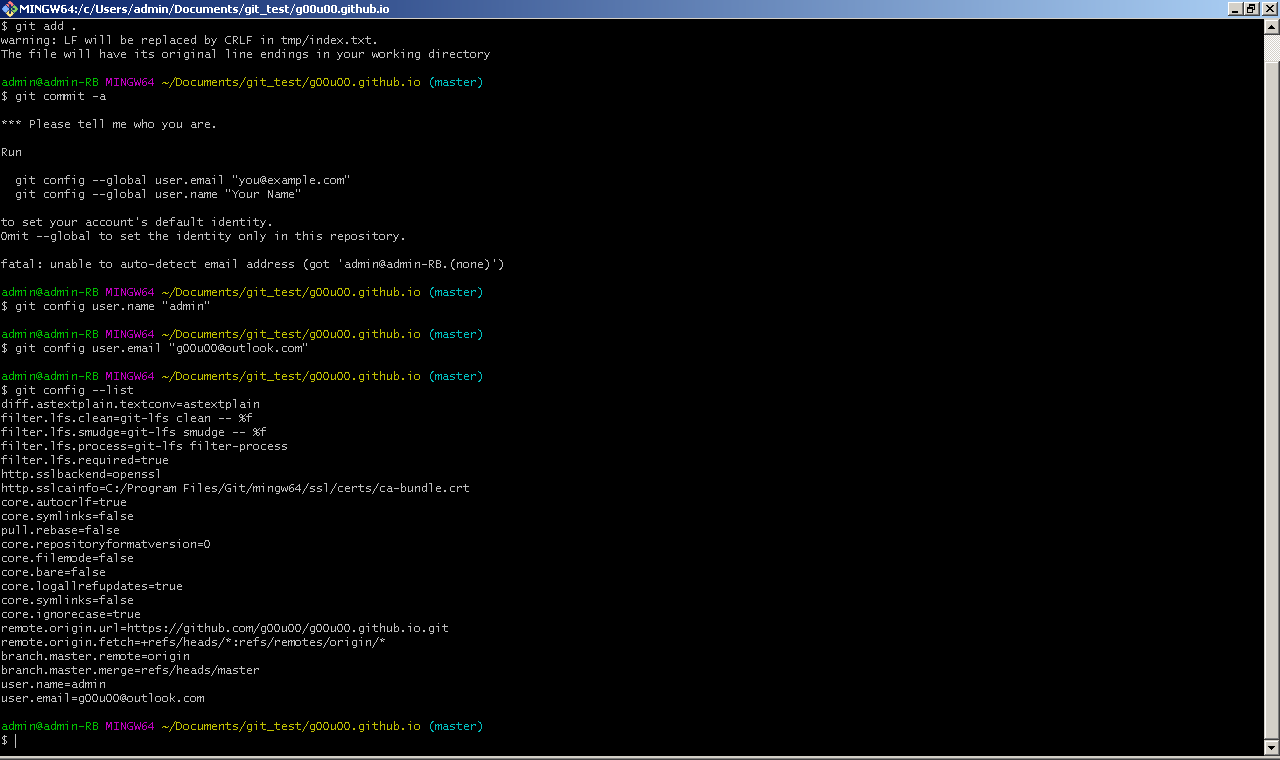 MINGW64:/c/Users/admin/Documents/git_test/g00u00.github.io
$ git add .
warning: LF will be replaced by CRLF in tmp/index.txt.
The file will have its original line endings in your working directory
admin@admin-RB MINGW64 ~/Documents/git_test/g00u00.github.io (master)
$ git commit -a
*** Please tell me who you are.
Run
git config --global user.email "you@example.com"
git config --global user.name "Your Name"
to set your account's default identity.
Omit --global to set the identity only in this repository.
fatal: unable to auto-detect email address (got 'admin@admin-RB.(none)')
admin@admin-RB MINGW64 ~/Documents/git_test/g00u00.github.io (master)
$ git config user.name "admin"
admin@admin-RB MINGW64 ~/Documents/git_test/g00u00.github.io (master)
$ git config user.email "g00u00@outlook.com"
admin@admin-RB MINGW64 ~/Documents/git_test/g00u00.github.io (master)
$ git config --list
diff.astextplain.textconv=astextplain
filter.lfs.clean=git-lfs clean -- %f
filter.lfs.smudge=git-lfs smudge -- %f
filter.lfs.process=git-lfs filter-process
filter.lfs.required=true
http.sslbackend=openssl
http.sslcainfo=C:/Program Files/Git/mingw64/ssl/certs/ca-bundle.crt
core.autocrlf=true
core.symlinks=false
pull.rebase=false
core.repositoryformatversion=0
core.filemode=false
core.bare=false
core.logallrefupdates=true
core.symlinks=false
core.ignorecase=true
remote.origin.url=https://github.com/g00u00/g00u00.github.io.git
remote.origin.fetch=+refs/heads/*:refs/remotes/origin/*
branch.master.remote=origin
branch.master.merge=refs/heads/master
user.name=admin
user.email=g00u00@outlook.com
admin@admin-RB MINGW64 ~/Documents/git_test/g00u00.github.io (master)
$